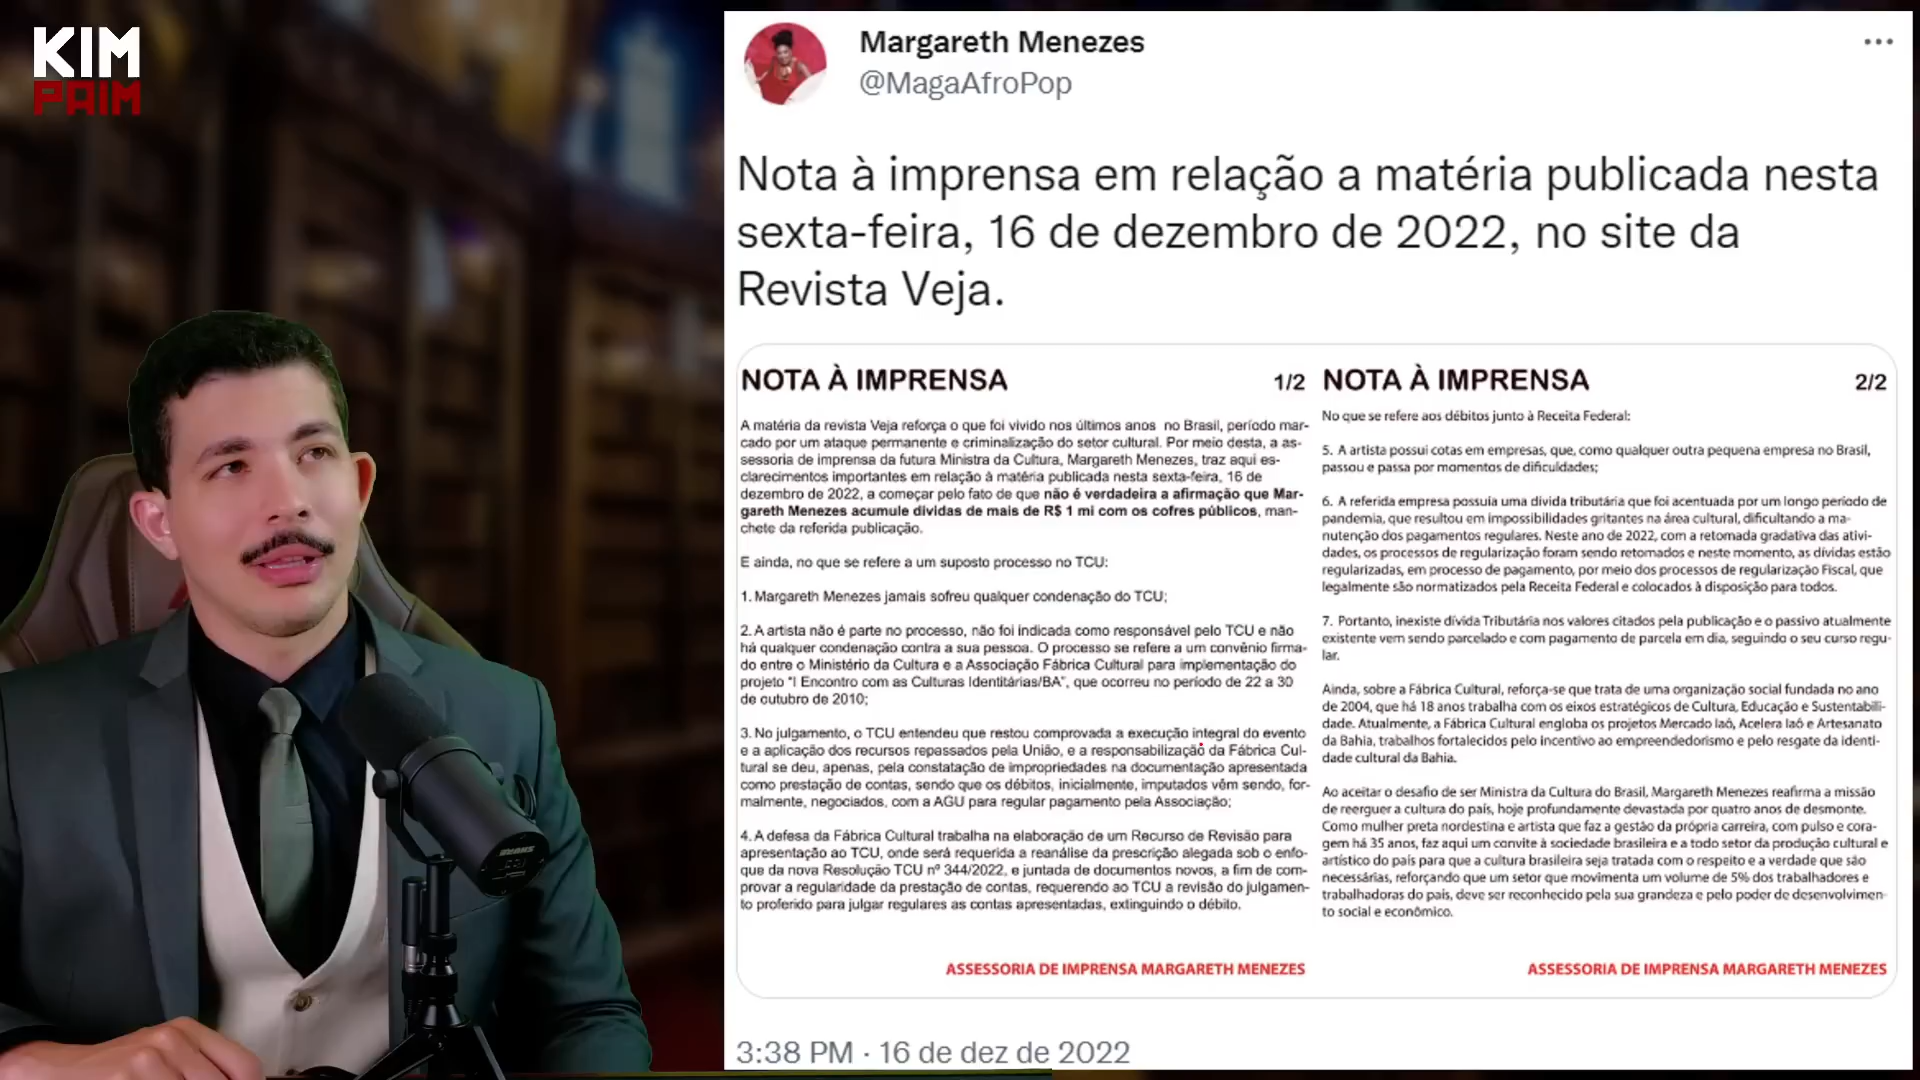 KIM
PAIM
Margareth Menezes
@MagaAfroPop
Nota à imprensa em relação a matéria publicada nesta
sexta-feira, 16 de dezembro de 2022, no site da
Revista Veja.
NOTA À IMPRENSA 1/2
A matéria da revista Veja reforça o que foi vivido nos últimos anos no Brasil, período mar-
cado por um ataque permanente e criminalização do setor cultural. Por meio desta, a as-
sessoria de imprensa da futura Ministra da Cultura, Margareth Menezes, traz aqui es-
clarecimentos importantes em relação à matéria publicada nesta sexta-feira, 16 de
dezembro de 2022, a começar pelo fato de que não é verdadeira a afirmação que Mar-
gareth Menezes acumule dívidas de mais de R$ 1 mi com os cofres públicos, man-
chete da referida publicação.
E ainda, no que se refere a um suposto processo no TCU:
1. Margareth Menezes jamais sofreu qualquer condenação do TCU;
2. A artista não é parte no processo, não foi indicada como responsável pelo TCU e não
há qualquer condenação contra a sua pessoa. O processo se refere a um convênio firma-
do entre o Ministério da Cultura e a Associação Fábrica Cultural para implementação do
projeto "I Encontro com as Culturas Identitárias/BA", que ocorreu no período de 22 a 30
de outubro de 2010;
3. No julgamento, o TCU entendeu que restou comprovada a execução integral do evento
e a aplicação dos recursos repassados pela União, e a responsabilização da Fábrica Cul-
tural se deu, apenas, pela constatação de impropriedades na documentação apresentada
como prestação de contas, sendo que os débitos, inicialmente, imputados vêm sendo, for-
malmente, negociados, com a AGU para regular pagamento pela Associação;
4. A defesa da Fábrica Cultural trabalha na elaboração de um Recurso de Revisão para
apresentação ao TCU, onde será requerida a reanálise da prescrição alegada sob o enfo-
que da nova Resolução TCU nº 344/2022, e juntada de documentos novos, a fim de com-
provar a regularidade da prestação de contas, requerendo ao TCU a revisão do julgamen-
to proferido para julgar regulares as contas apresentadas, extinguindo o débito.
ASSESSORIA DE IMPRENSA MARGARETH MENEZES
NOTA À IMPRENSA 2/2
No que se refere aos débitos junto à Receita Federal:
5. A artista possui cotas em empresas, que, como qualquer outra pequena empresa no Brasil,
passou e passa por momentos de dificuldades;
6. A referida empresa possuia uma dívida tributária que foi acentuada por um longo período de
pandemia, que resultou em impossibilidades gritantes na área cultural, dificultando a ma-
nutenção dos pagamentos regulares. Neste ano de 2022, com a retomada gradativa das ativi-
dades, os processos de regularização foram sendo retomados e neste momento, as dívidas estão
regularizadas, em processo de pagamento, por meio dos processos de regularização Fiscal, que
legalmente são normatizados pela Receita Federal e colocados à disposição para todos.
7. Portanto, inexiste dívida Tributária nos valores citados pela publicação e o passivo atualmente
existente vem sendo parcelado e com pagamento de parcela em dia, seguindo o seu curso regu-
lar.
Ainda, sobre a Fábrica Cultural, reforça-se que trata de uma organização social fundada no ano
de 2004, que há 18 anos trabalha com os eixos estratégicos de Cultura, Educação e Sustentabili-
dade. Atualmente, a Fábrica Cultural engloba os projetos Mercado Iaô, Acelera Iaô e Artesanato
da Bahia, trabalhos fortalecidos pelo incentivo ao empreendedorismo e pelo resgate da identi-
dade cultural da Bahia.
Ao aceitar o desafio de ser Ministra da Cultura do Brasil, Margareth Menezes reafirma a missão
de reerguer a cultura do país, hoje profundamente devastada por quatro anos de desmonte.
Como mulher preta nordestina e artista que faz a gestão da própria carreira, com pulso e cora-
gem há 35 anos, faz aqui um convite à sociedade brasileira e a todo setor da produção cultural e
artístico do país para que a cultura brasileira seja tratada com o respeito e a verdade que são
necessárias, reforçando que um setor que movimenta um volume de 5% dos trabalhadores e
trabalhadoras do país, deve ser reconhecido pela sua grandeza e pelo poder de desenvolvimen-
to social e econômico.
ASSESSORIA DE IMPRENSA MARGARETH MENEZES
3:38 PM · 16 de dez de 2022